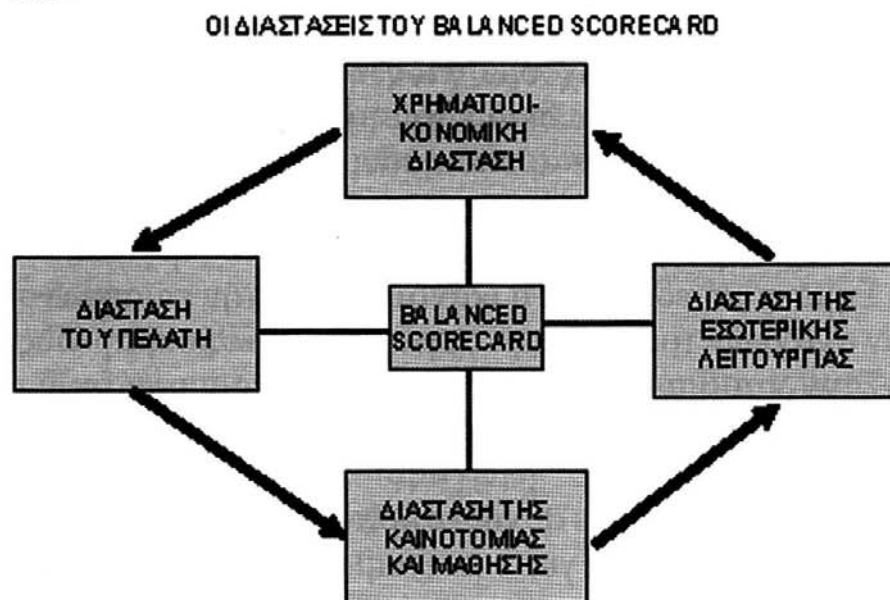 ΟΙ ΔΙΑΣΤΑΣΕΙΣ ΤΟΥ BALANCED SCORECARD
ΧΡΗΜΑΤΟΟΙ-
ΚΟΝΟΜΙΚΗ
ΔΙΑΣΤΑΣΗ
ΔΙΑΣΤΑΣΗ
ΤΟΥ ΠΕΛΑΤΗ
BALANCED
SCORECARD
ΔΙΑΣΤΑΣΗ ΤΗΣ
ΕΣΩΤΕΡΙΚΗΣ
ΛΕΙΤΟΥΡΓΙΑΣ
ΔΙΑΣΤΑΣΗ ΤΗΣ
ΚΑΙΝΟΤΟΜΙΑΣ
ΚΑΙ ΜΑΘΗΣΗΣ